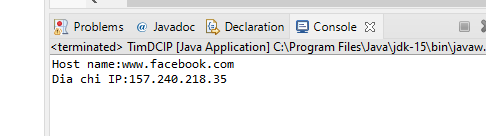 Problems @ Javadoc Declaration Console
<terminated> TimDCIP [Java Application] C:\Program Files\Java\jdk-15\bin\javaw.
Host name:www.facebook.com
Dia chi IP:157.240.218.35